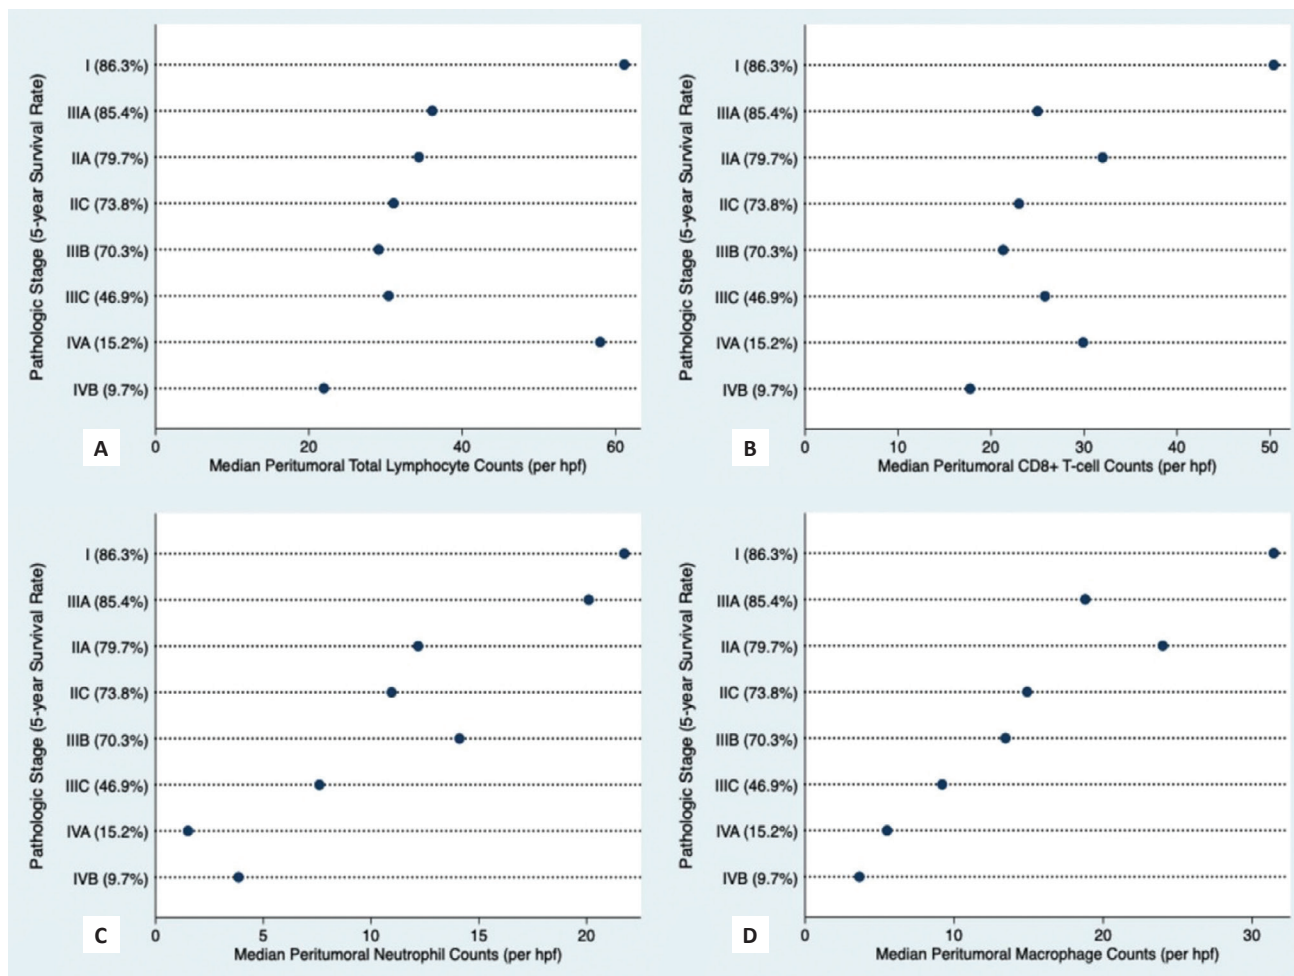 Pathologic Stage (5-year Survival Rate)
I (86.3%)
IIIA (85.4%)
IIA (79.7%)
IIC (73.8%)
IIIB (70.3%)
IIIC (46.9%)
IVA (15.2%)
IVB (9.7%)
0 20 40 60
A
Median Peritumoral Total Lymphocyte Counts (per hpf)
Pathologic Stage (5-year Survival Rate)
I (86.3%)
IIIA (85.4%)
IIA (79.7%)
IIC (73.8%)
IIIB (70.3%)
IIIC (46.9%)
IVA (15.2%)
IVB (9.7%)
0 10 20 30 40 50
B
Median Peritumoral CD8+ T-cell Counts (per hpf)
Pathologic Stage (5-year Survival Rate)
I (86.3%)
IIIA (85.4%)
IIA (79.7%)
IIC (73.8%)
IIIB (70.3%)
IIIC (46.9%)
IVA (15.2%)
IVB (9.7%)
0 5 10 15 20
C
Median Peritumoral Neutrophil Counts (per hpf)
Pathologic Stage (5-year Survival Rate)
I (86.3%)
IIIA (85.4%)
IIA (79.7%)
IIC (73.8%)
IIIB (70.3%)
IIIC (46.9%)
IVA (15.2%)
IVB (9.7%)
0 10 20 30
D
Median Peritumoral Macrophage Counts (per hpf)